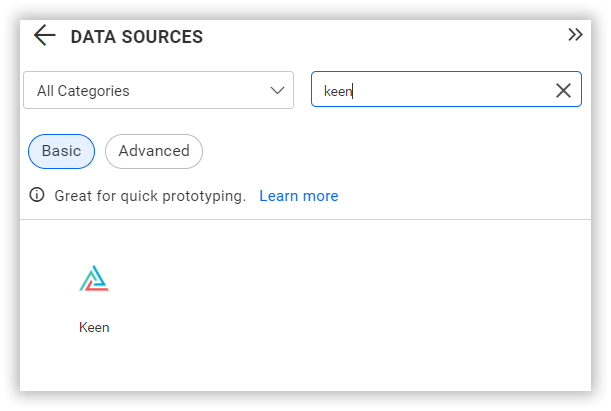 DATA SOURCES
All Categories
keen
Basic
Advanced
Great for quick prototyping. Learn more
Keen